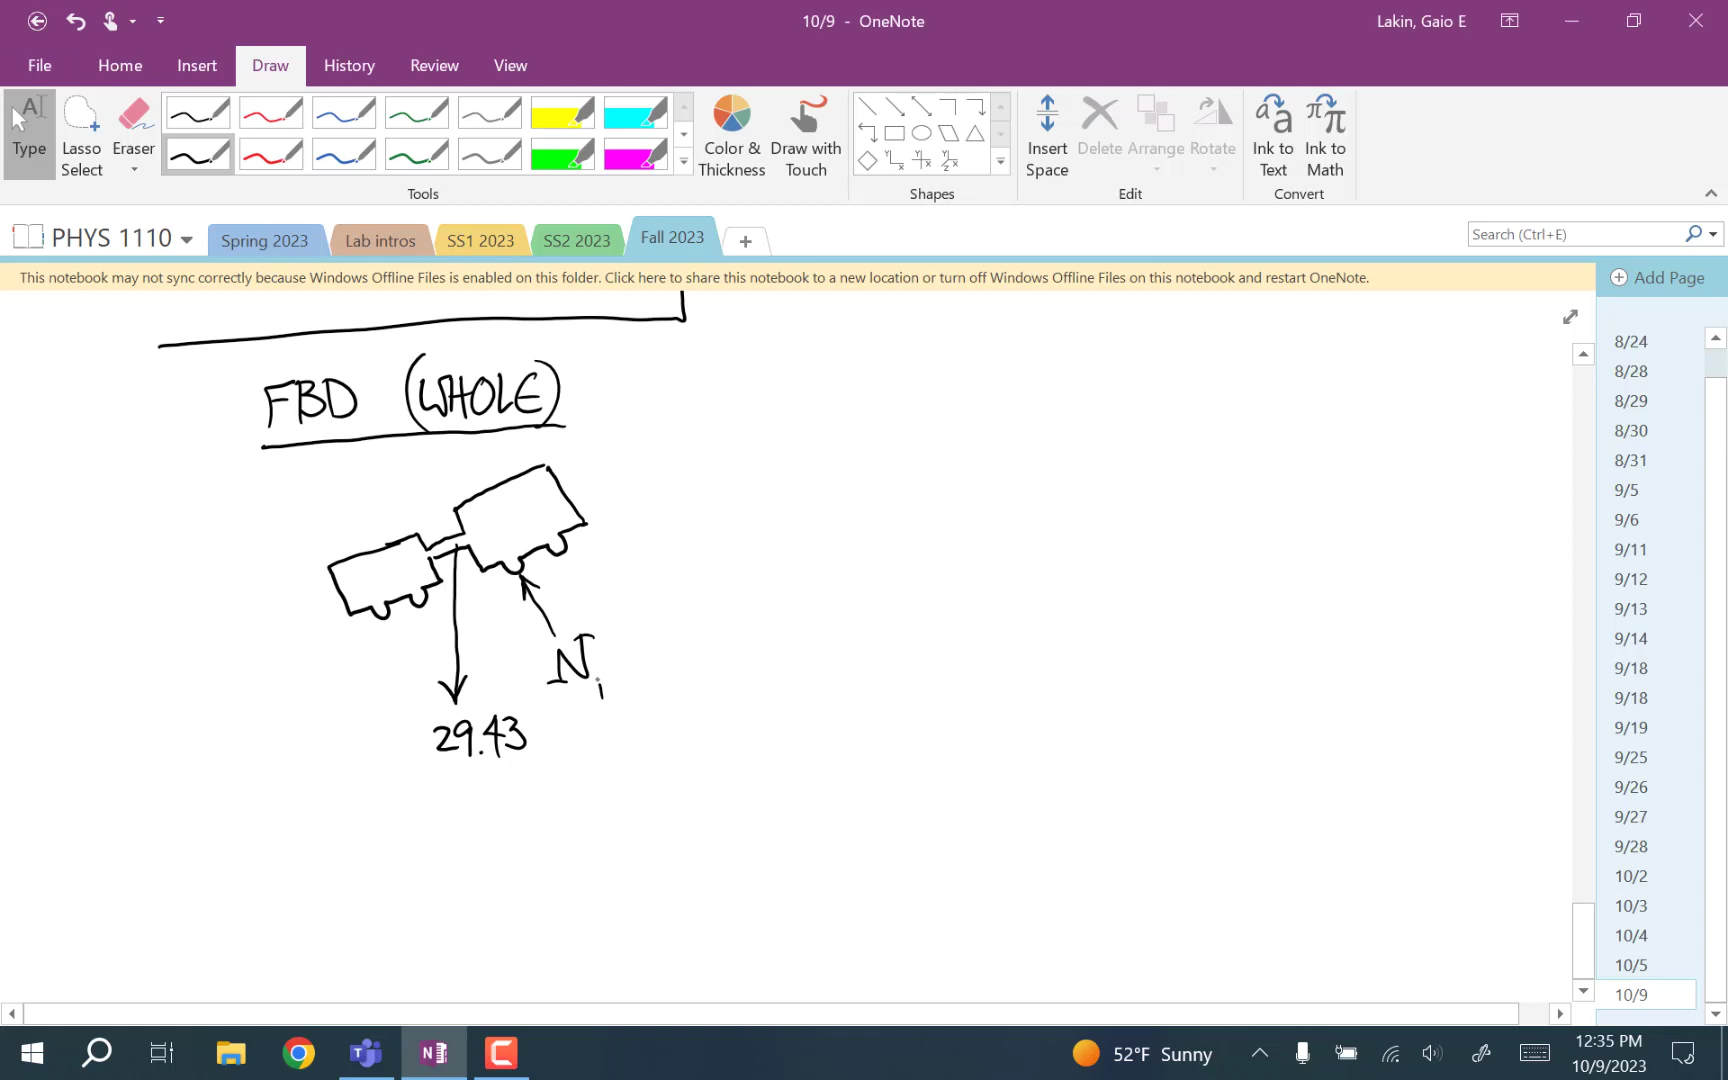 10/9 - OneNote
Lakin, Gaio E
File Home Insert Draw History Review View
Type
Lasso Select
Eraser
Color & Thickness
Draw with Touch
Insert Space
Delete
Arrange
Rotate
Ink to Text
Ink to Math
Tools
Shapes
Edit
Convert
PHYS 1110
Spring 2023
Lab intros
SS1 2023
SS2 2023
Fall 2023
Search (Ctrl+E)
This notebook may not sync correctly because Windows Offline Files is enabled on this folder. Click here to share this notebook to a new location or turn off Windows Offline Files on this notebook and restart OneNote.
Add Page
FBD (WHOLE)
N
29.43
8/24
8/28
8/29
8/30
8/31
9/5
9/6
9/11
9/12
9/13
9/14
9/18
9/18
9/19
9/25
9/26
9/27
9/28
10/2
10/3
10/4
10/5
10/9
52°F Sunny
12:35 PM
10/9/2023